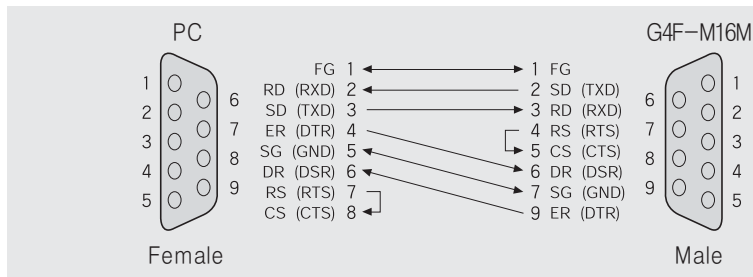 PC
G4F-M16M
1
2
3
4
5
6
7
8
9
FG 1
RD (RXD) 2
SD (TXD) 3
ER (DTR) 4
SG (GND) 5
DR (DSR) 6
RS (RTS) 7
CS (CTS) 8
1 FG
2 SD (TXD)
3 RD (RXD)
4 RS (RTS)
5 CS (CTS)
6 DR (DSR)
7 SG (GND)
9 ER (DTR)
6
7
8
9
1
2
3
4
5
Female
Male